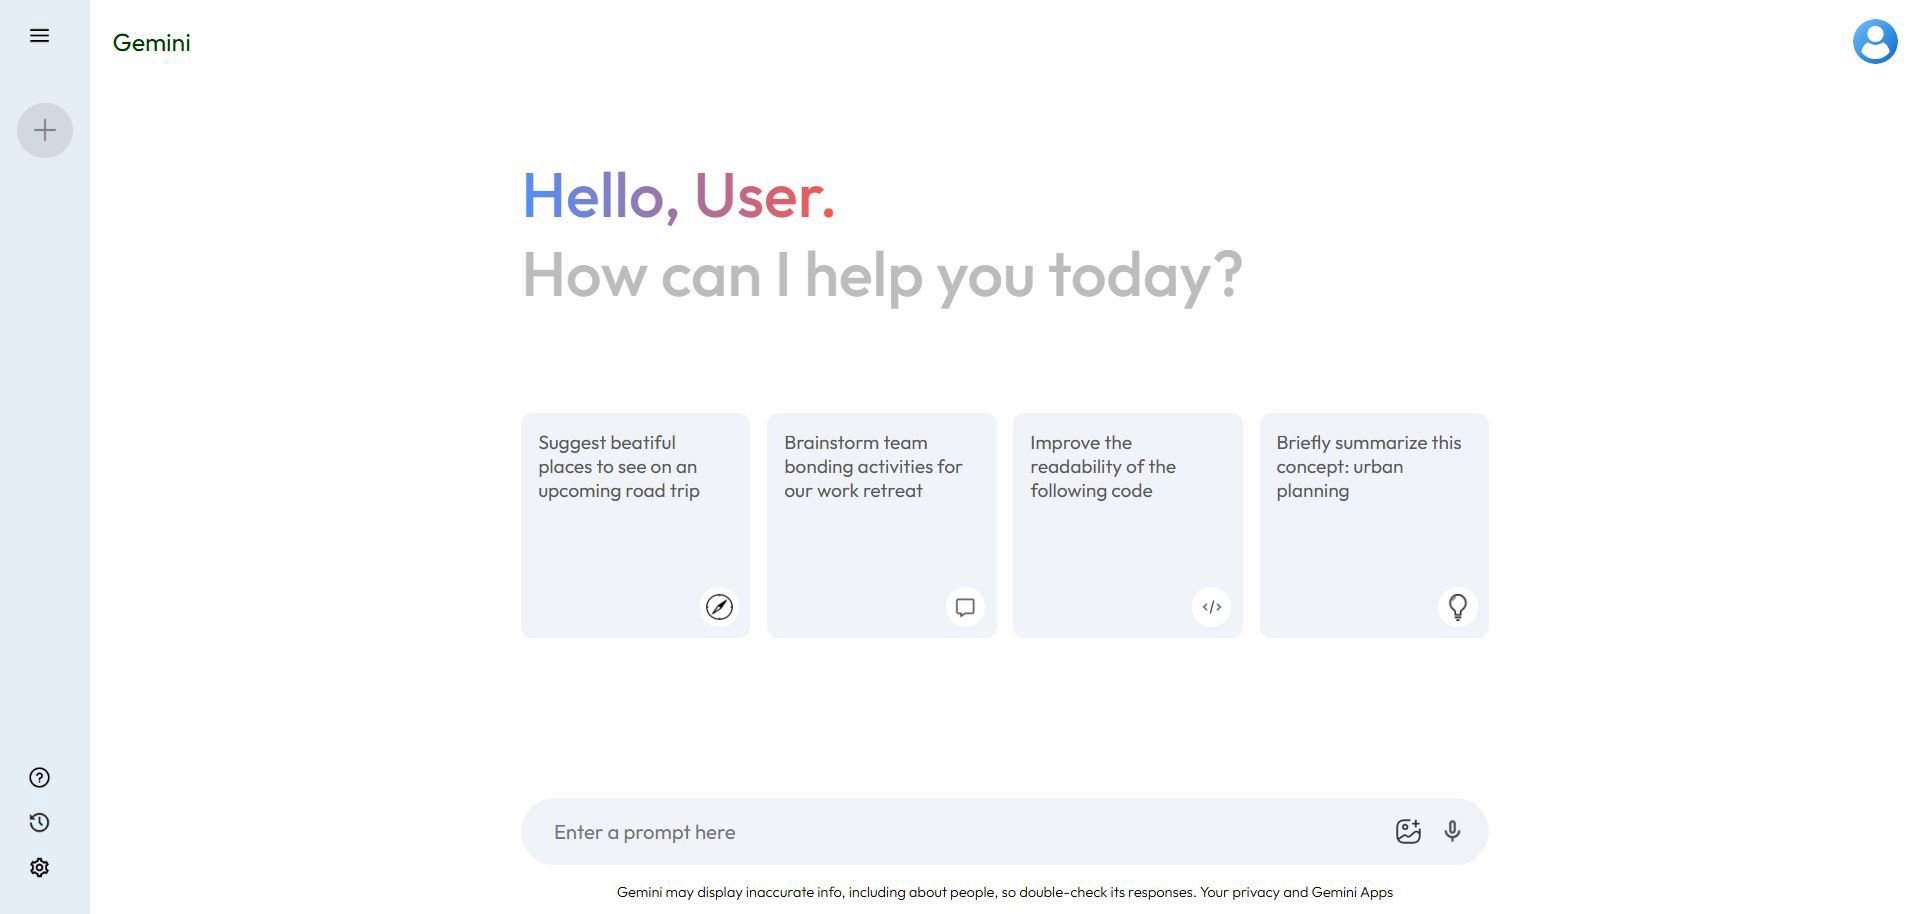 Gemini
Hello, User.
How can I help you today?
Suggest beatiful
places to see on an
upcoming road trip
Brainstorm team
bonding activities for
our work retreat
Improve the
readability of the
following code
Briefly summarize this
concept: urban
planning
Enter a prompt here
Gemini may display inaccurate info, including about people, so double-check its responses. Your privacy and Gemini Apps